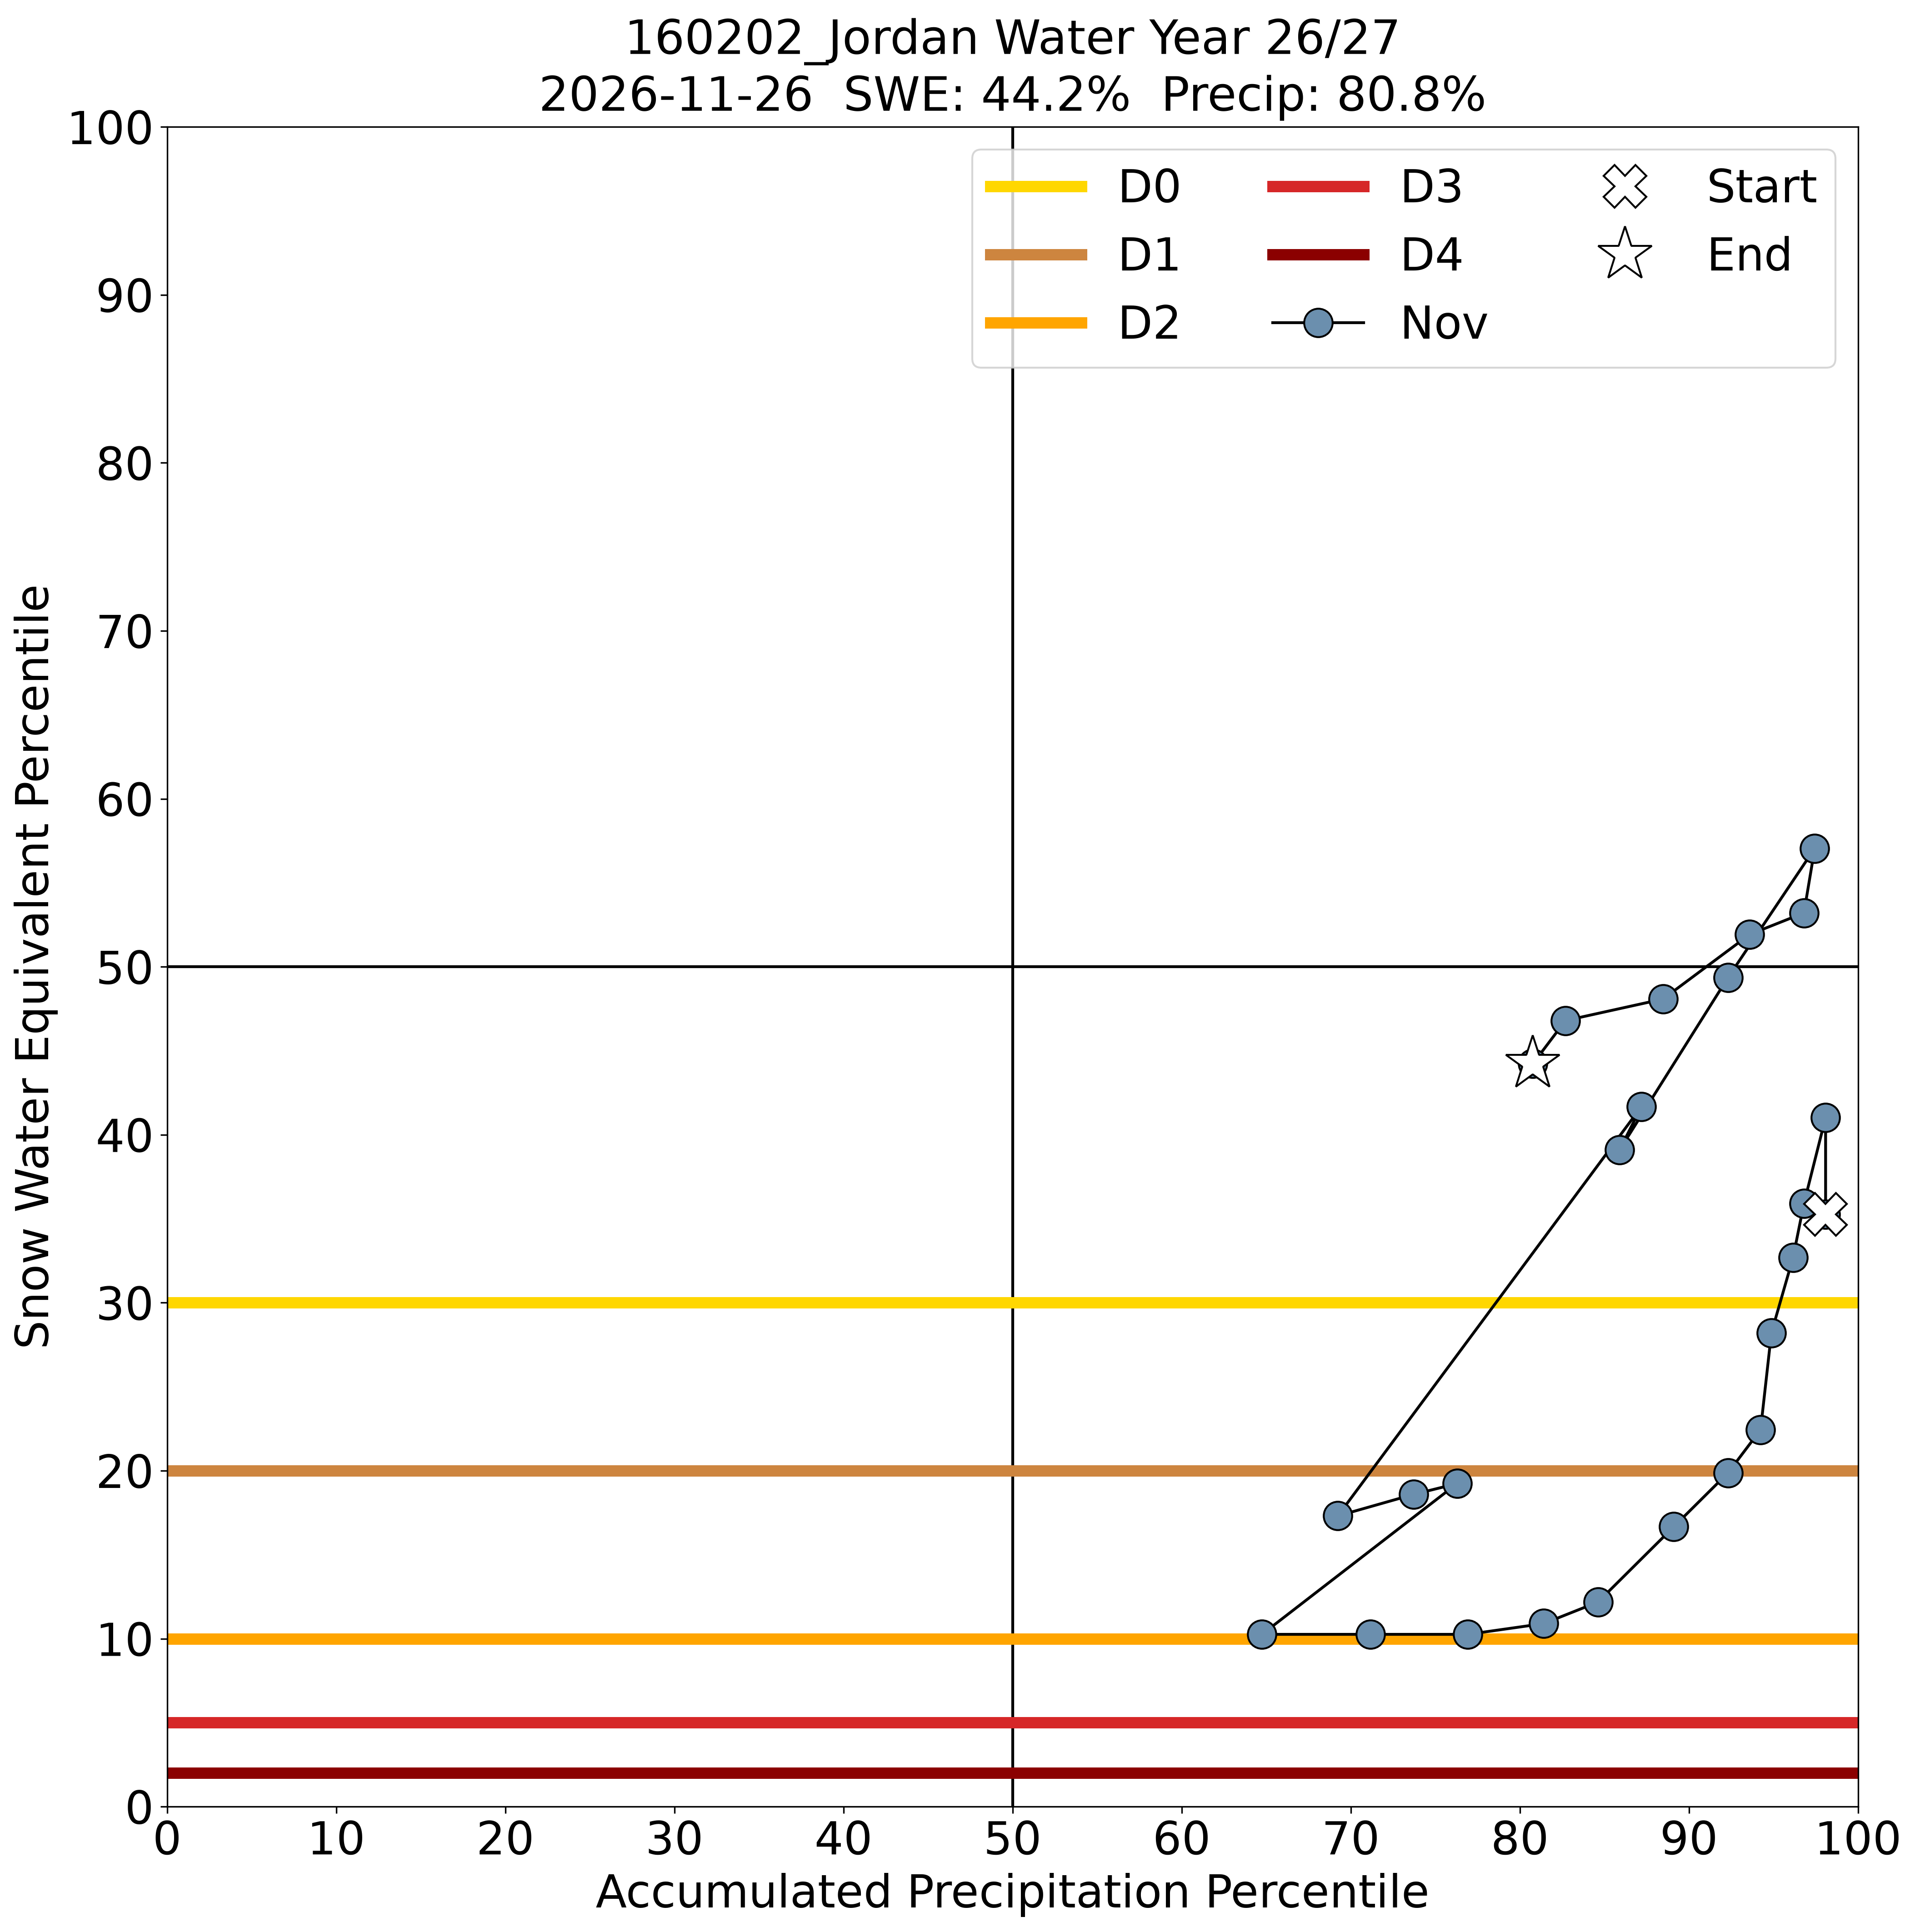 160202_Jordan Water Year 26/27
2026-11-26 SWE: 44.2% Precip: 80.8%
100
90
80
70
60
50
40
30
20
10
0
Snow Water Equivalent Percentile
D0
D1
D2
D3
D4
Nov
Start
End
0 10 20 30 40 50 60 70 80 90 100
Accumulated Precipitation Percentile